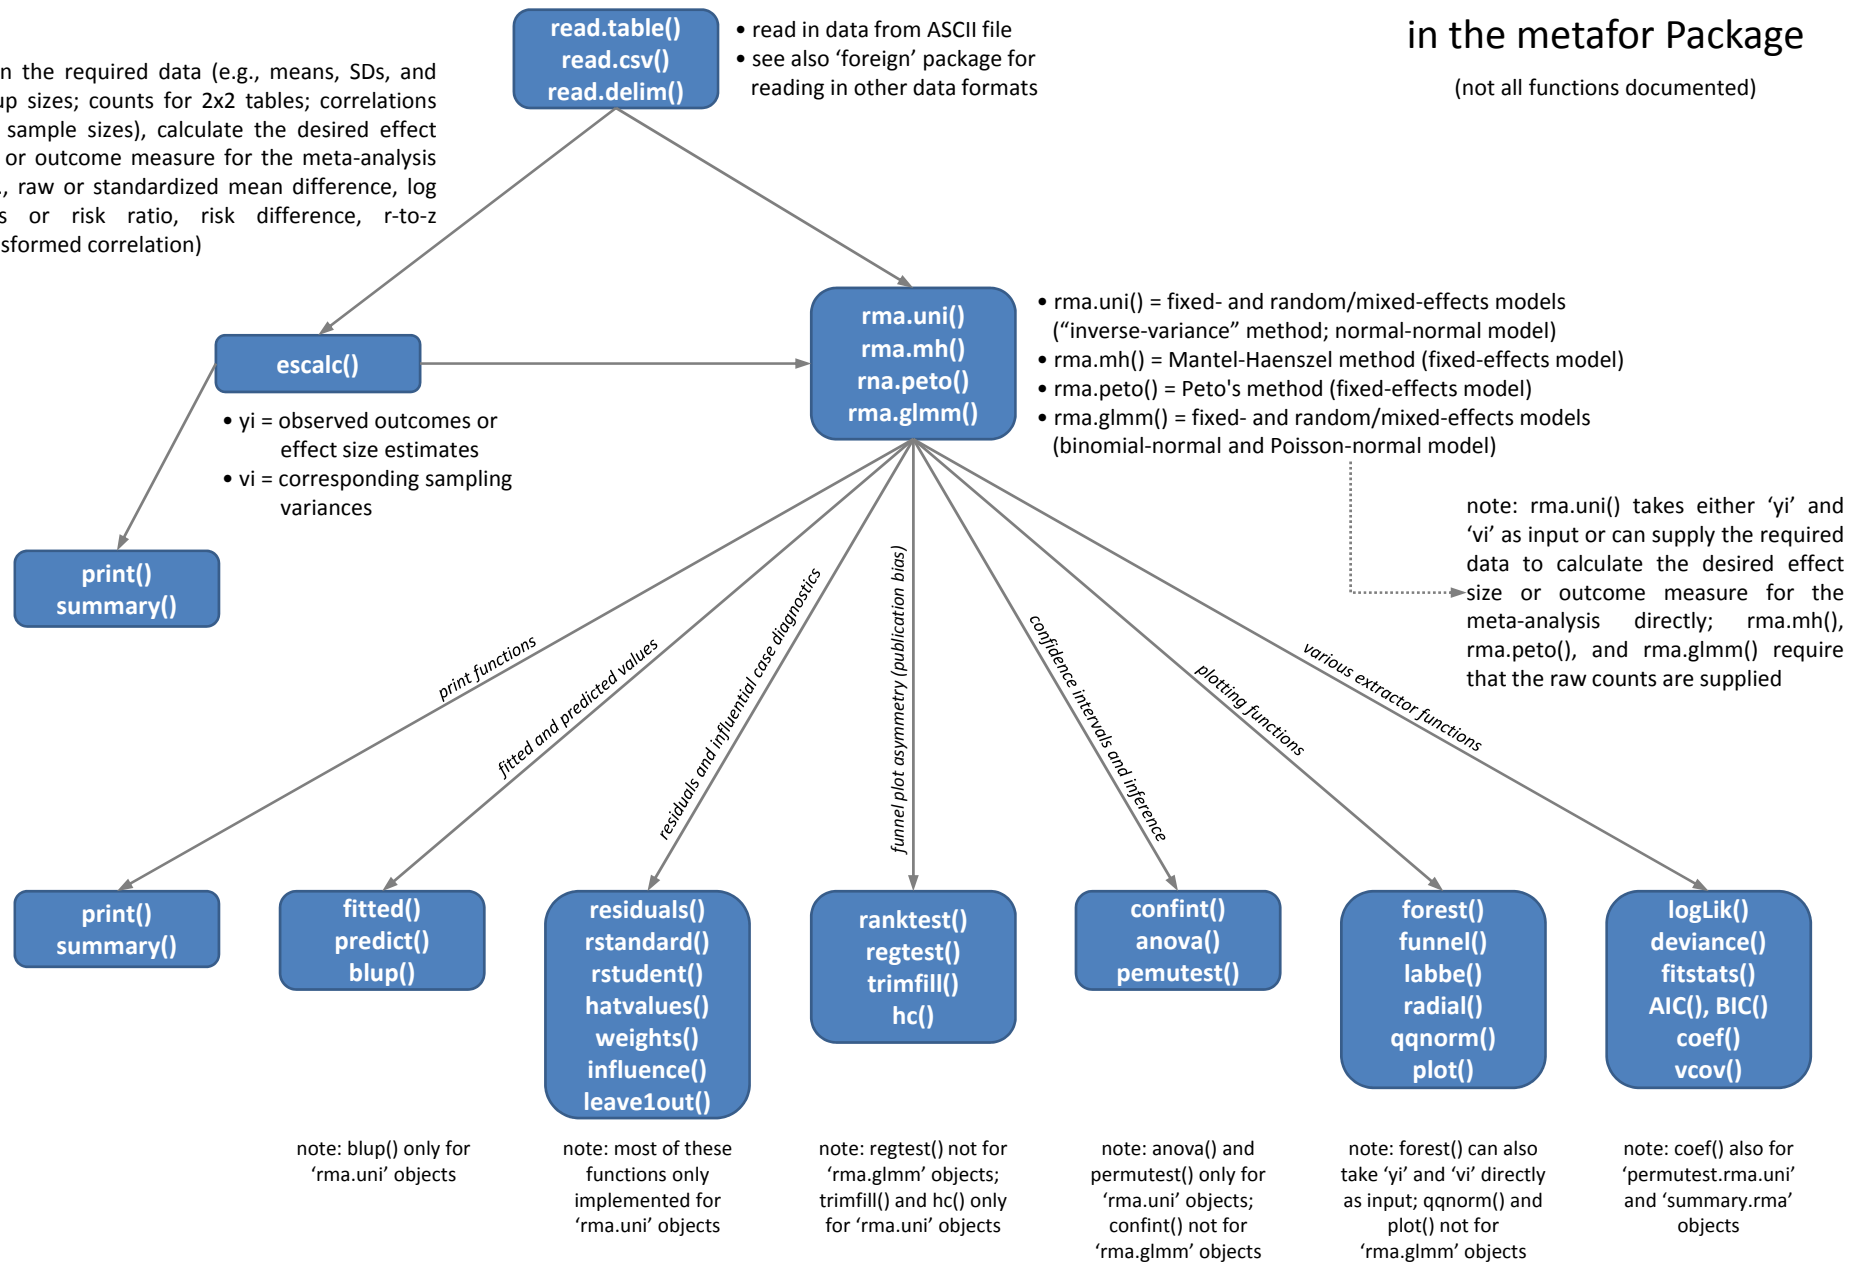 read.table()
read.csv()
read.delim()
• read in data from ASCII file
• see also ‘foreign’ package for
reading in other data formats
in the metafor Package
(not all functions documented)
the required data (e.g., means, SDs, and
sizes; counts for 2x2 tables; correlations
sample sizes), calculate the desired effect
or outcome measure for the meta-analysis
raw or standardized mean difference, log
or risk ratio, risk difference, r-to-z
correlation)
escalc()
• yi = observed outcomes or
effect size estimates
• vi = corresponding sampling
variances
print()
summary()
rma.uni()
rma.mh()
rna.peto()
rma.glmm()
• rma.uni() = fixed- and random/mixed-effects models
(“inverse-variance” method; normal-normal model)
• rma.mh() = Mantel-Haenszel method (fixed-effects model)
• rma.peto() = Peto's method (fixed-effects model)
• rma.glmm() = fixed- and random/mixed-effects models
(binomial-normal and Poisson-normal model)
note: rma.uni() takes either ‘yi’ and
‘vi’ as input or can supply the required
data to calculate the desired effect
size or outcome measure for the
meta-analysis directly; rma.mh(),
rma.peto(), and rma.glmm() require
that the raw counts are supplied
print functions
fitted and predicted values
residuals and influential case diagnostics
funnel plot asymmetry (publication bias)
confidence intervals and inference
plotting functions
various extractor functions
print()
summary()
fitted()
predict()
blup()
note: blup() only for
‘rma.uni’ objects
residuals()
rstandard()
rstudent()
hatvalues()
weights()
influence()
leave1out()
note: most of these
functions only
implemented for
‘rma.uni’ objects
ranktest()
regtest()
trimfill()
hc()
note: regtest() not for
‘rma.glmm’ objects;
trimfill() and hc() only
for ‘rma.uni’ objects
confint()
anova()
pemutest()
note: anova() and
permutest() only for
‘rma.uni’ objects;
confint() not for
‘rma.glmm’ objects
forest()
funnel()
labbe()
radial()
qqnorm()
plot()
note: forest() can also
take ‘yi’ and ‘vi’ directly
as input; qqnorm() and
plot() not for
‘rma.glmm’ objects
logLik()
deviance()
fitstats()
AIC(), BIC()
coef()
vcov()
note: coef() also for
‘permutest.rma.uni’
and ‘summary.rma’
objects